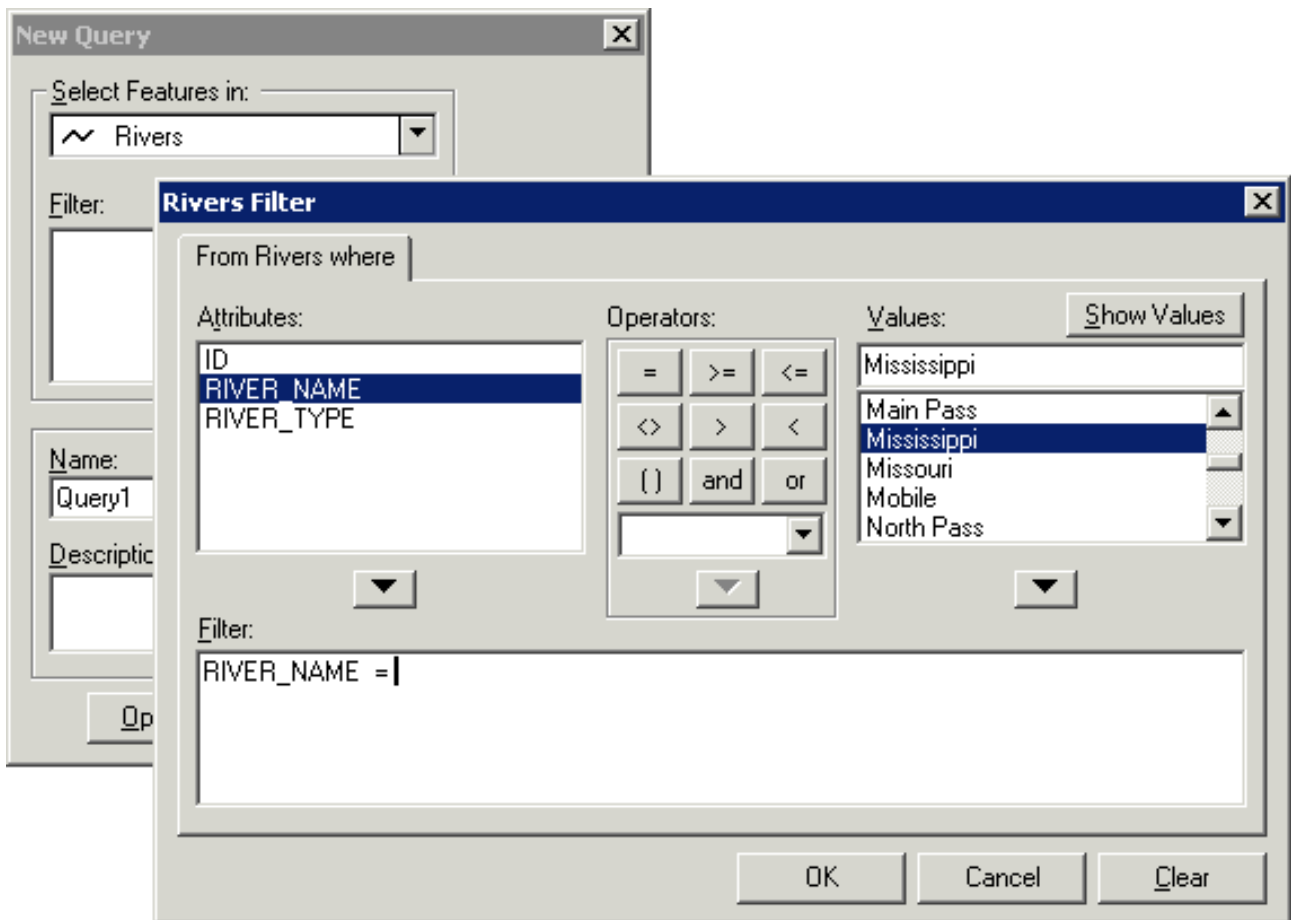 New Query
Select Features in:
Rivers
Filter:
Name:
Query1
Descriptio
Op
Rivers Filter
From Rivers where
Attributes:
ID
RIVER_NAME
RIVER_TYPE
Operators:
= >= <=
<> > <
( ) and or
Values:
Show Values
Mississippi
Main Pass
Mississippi
Missouri
Mobile
North Pass
Filter:
RIVER_NAME =
OK
Cancel
Clear